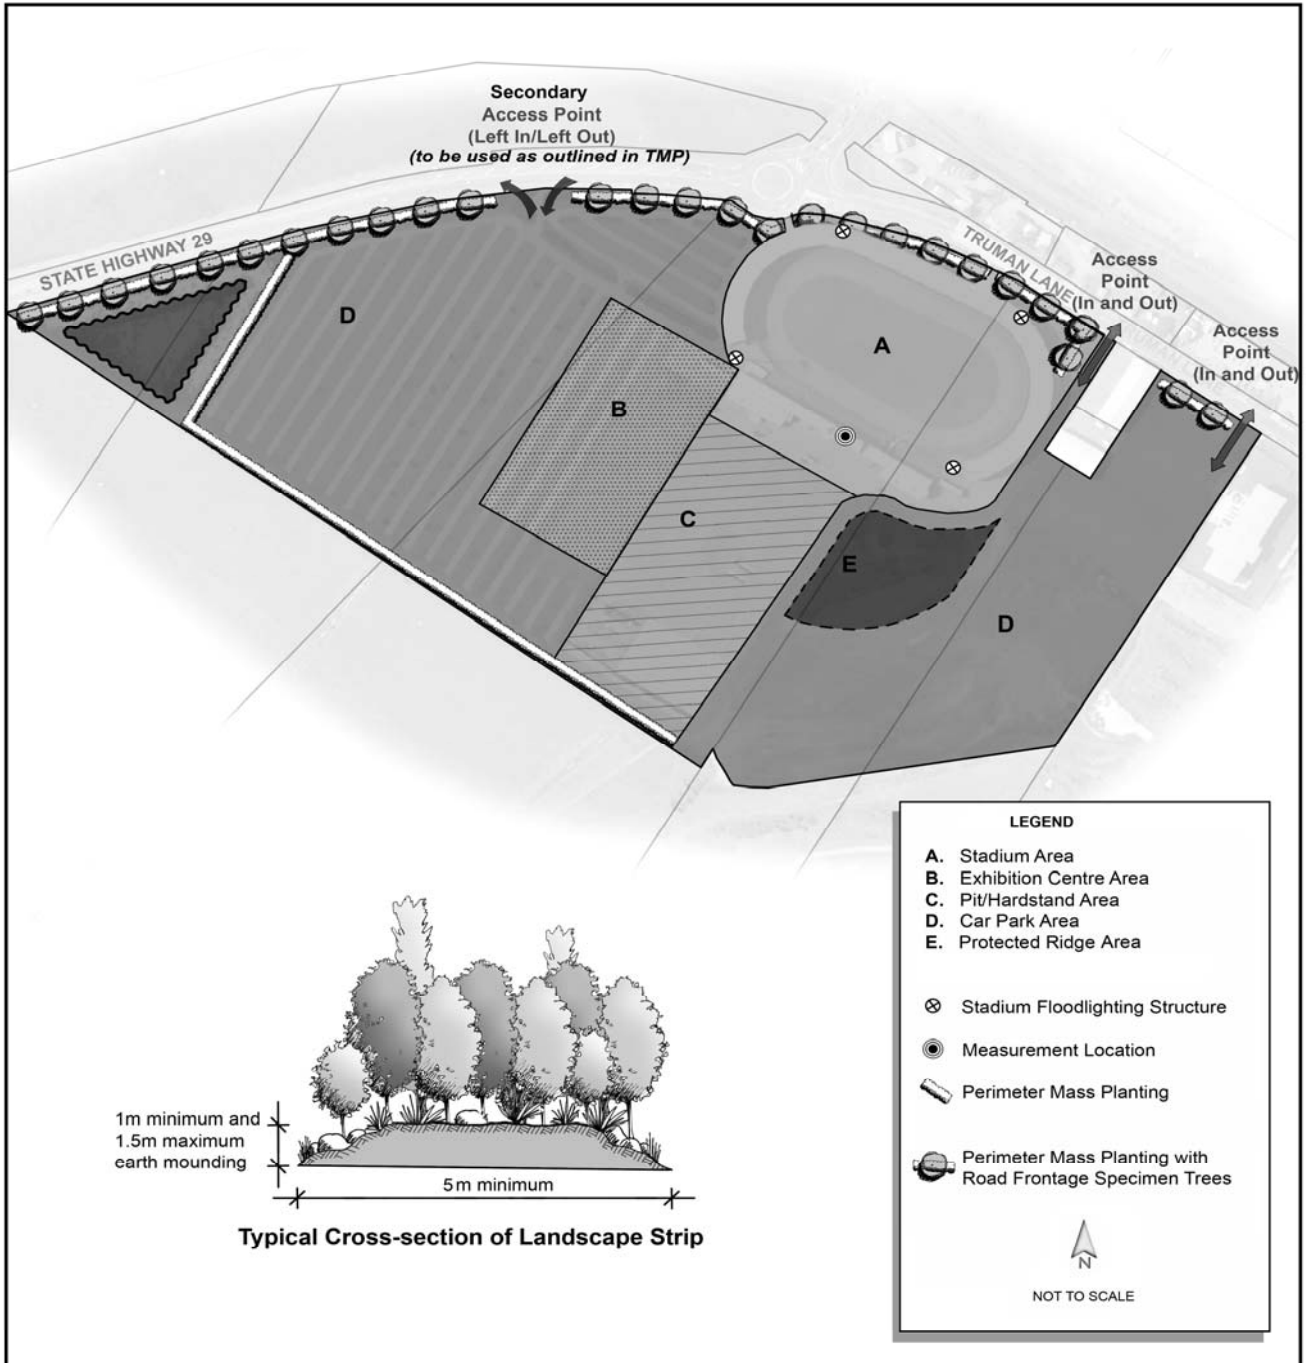 Secondary
Access Point
(Left In/Left Out)
(to be used as outlined in TMP)
STATE HIGHWAY 29
TRUMAN LANE
Access
Point
(In and Out)
Access
Point
(In and Out)
D
A
B
C
E
D
LEGEND
A. Stadium Area
B. Exhibition Centre Area
C. Pit/Hardstand Area
D. Car Park Area
E. Protected Ridge Area
Stadium Floodlighting Structure
Measurement Location
Perimeter Mass Planting
Perimeter Mass Planting with
Road Frontage Specimen Trees
N
NOT TO SCALE
1m minimum and
1.5m maximum
earth mounding
5m minimum
Typical Cross-section of Landscape Strip